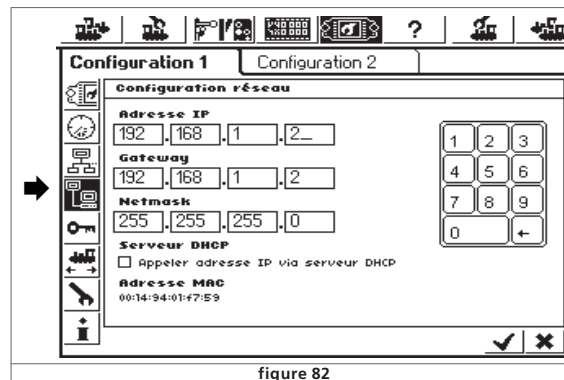 ?
Configuration 1
Configuration 2
Configuration réseau
Adresse IP
192 .168 .1 .2_
Gateway
192 .168 .1 .2
Netmask
255 .255 .255 .0
Serveur DHCP
Appeler adresse IP via serveur DHCP
Adresse MAC
00:14:94:01:f7:59
1 2 3
4 5 6
7 8 9
0 ←
figure 82